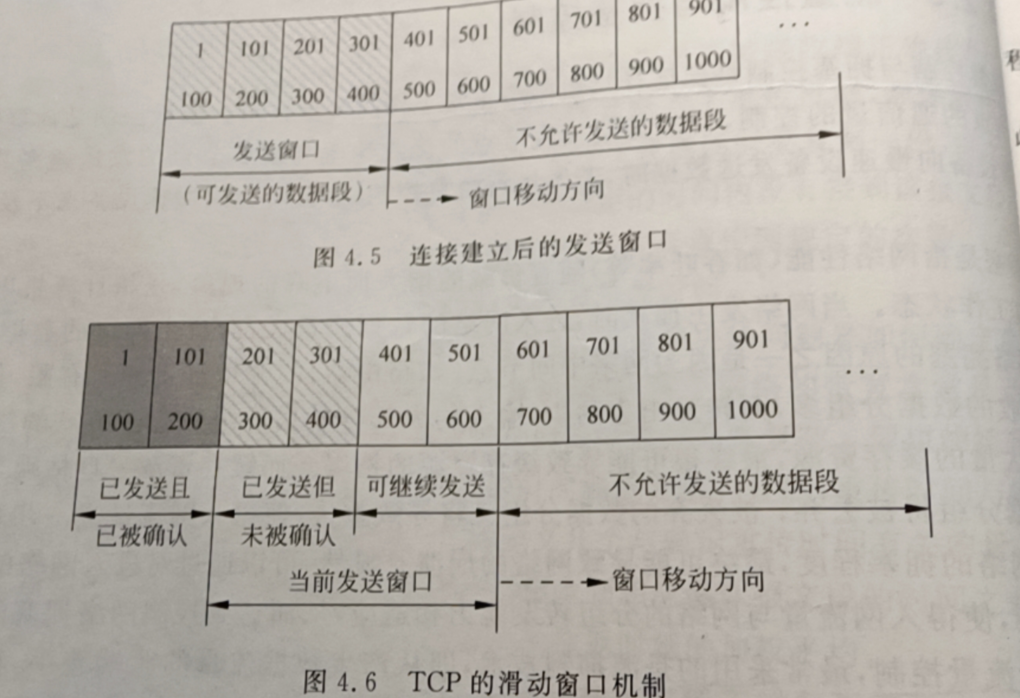 1 101 201 301 401 501 601 701 801 901 ...
100 200 300 400 500 600 700 800 900 1000
发送窗口 不允许发送的数据段
(可发送的数据段) 窗口移动方向
图 4.5 连接建立后的发送窗口
1 101 201 301 401 501 601 701 801 901 ...
100 200 300 400 500 600 700 800 900 1000
已发送且 已发送但 可继续发送 不允许发送的数据段
已被确认 未被确认
当前发送窗口 窗口移动方向
图 4.6 TCP 的滑动窗口机制